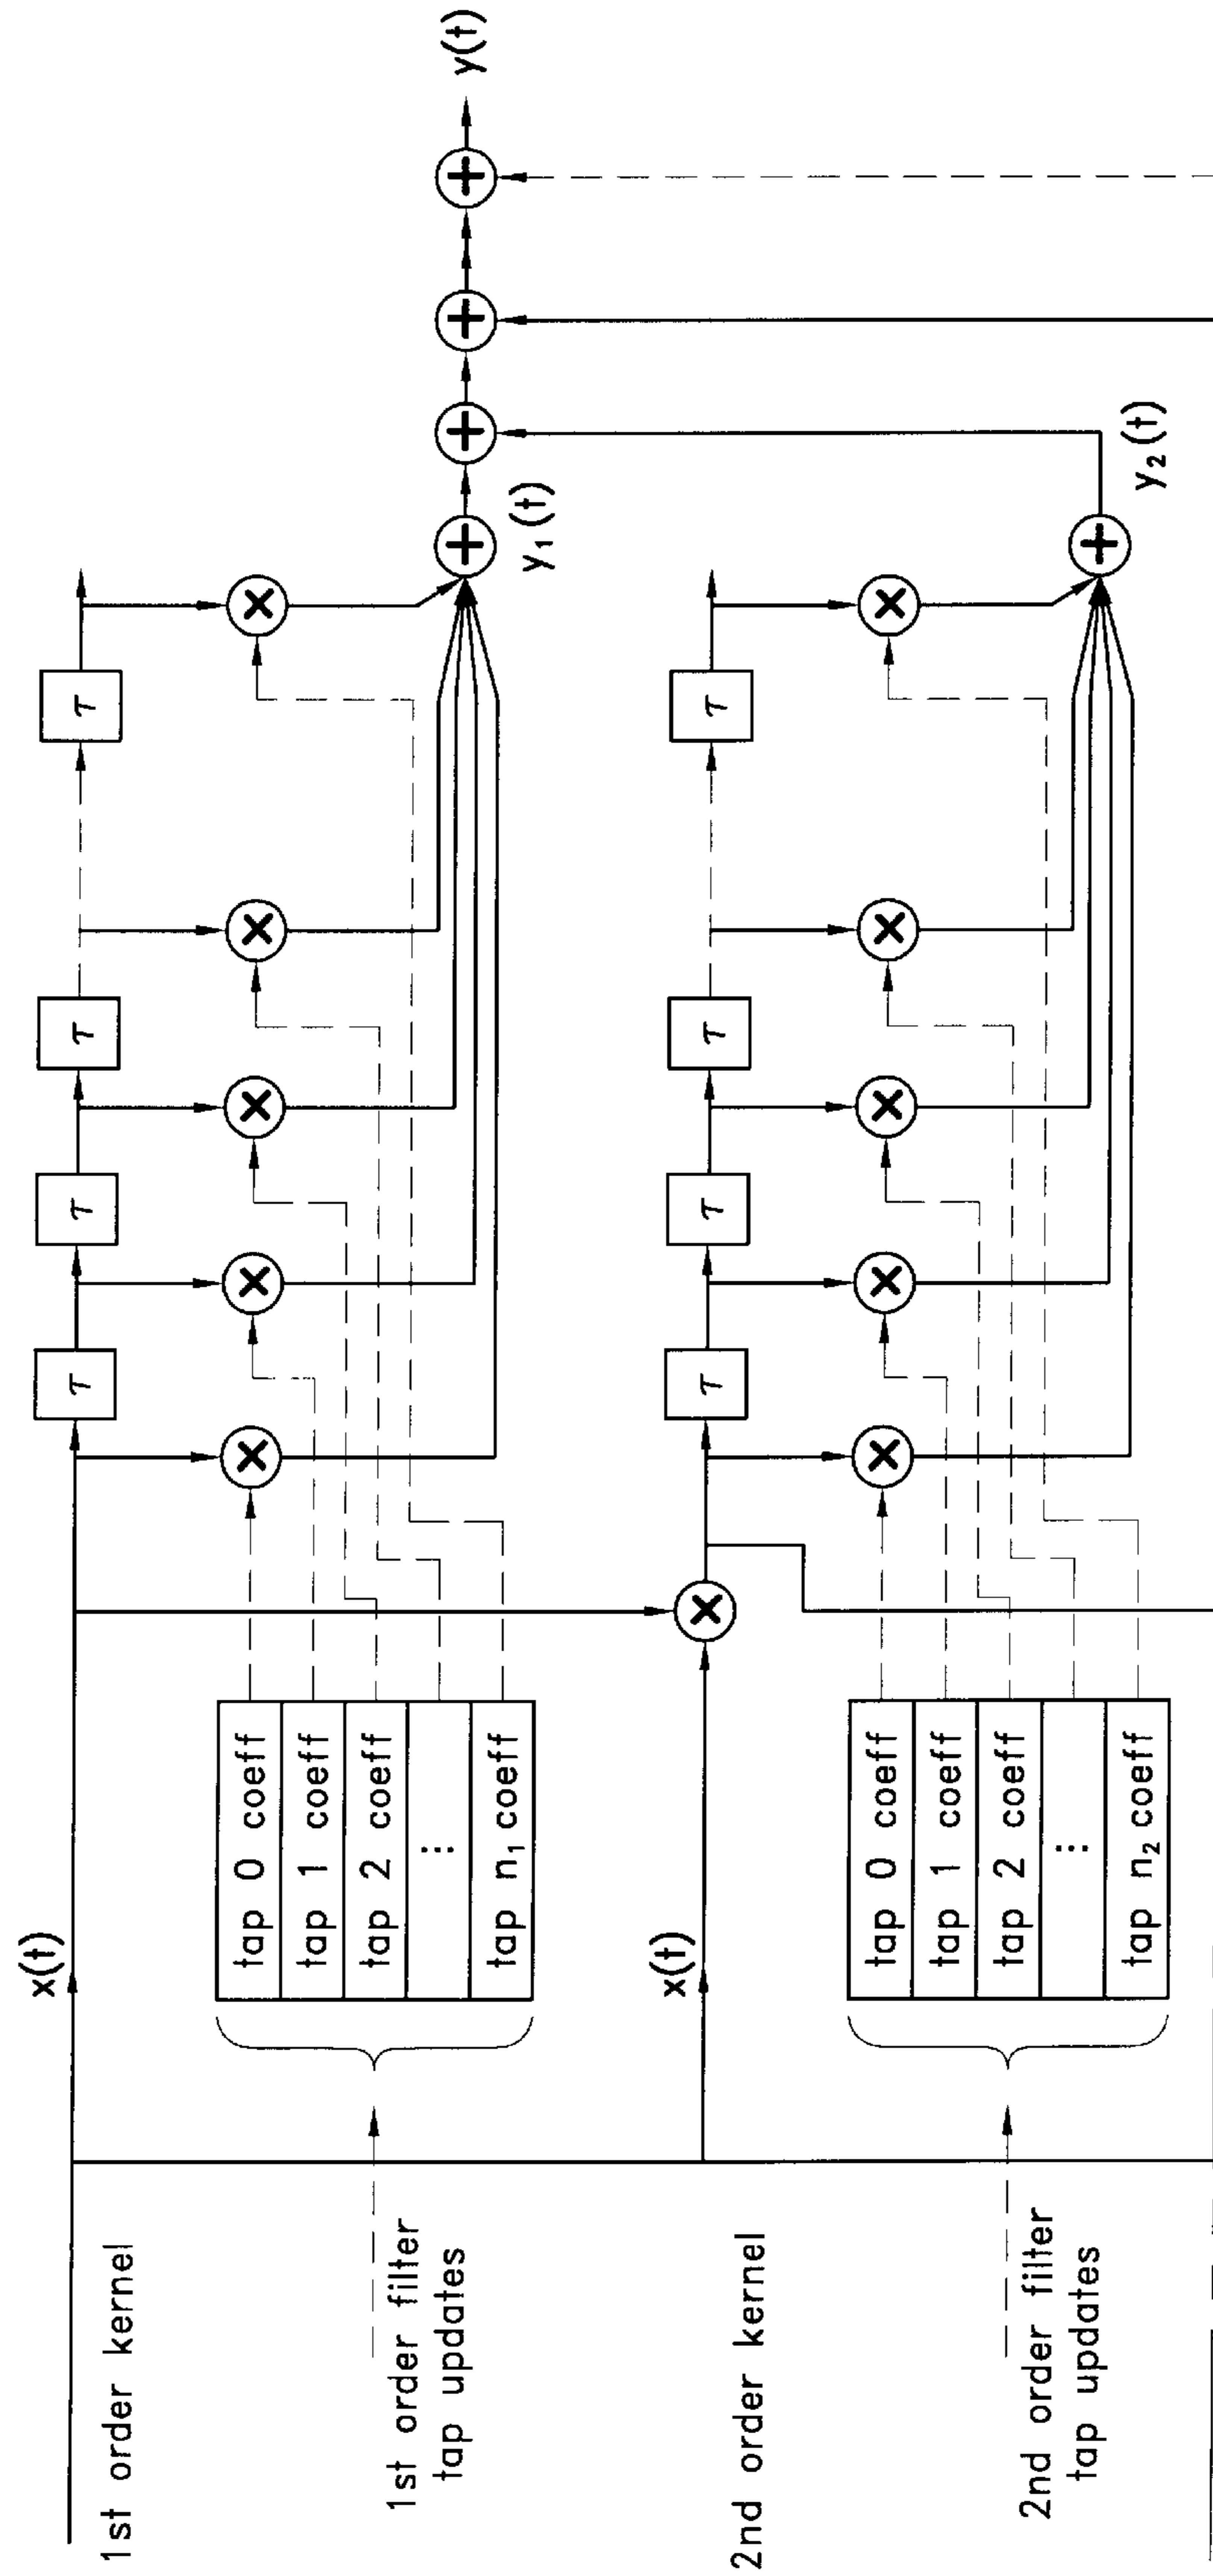 1st order kernel
x(t)
τ
τ
τ
τ
1st order filter
tap updates
tap 0 coeff
tap 1 coeff
tap 2 coeff
⋮
tap n₁ coeff
y₁(t)
y(t)
2nd order kernel
x(t)
τ
τ
τ
τ
2nd order filter
tap updates
tap 0 coeff
tap 1 coeff
tap 2 coeff
⋮
tap n₂ coeff
y₂(t)